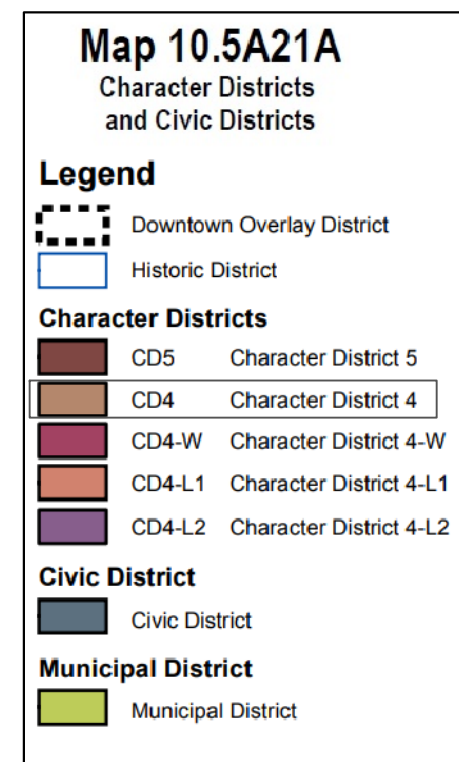 Map 10.5A21A
Character Districts
and Civic Districts
Legend
Downtown Overlay District
Historic District
Character Districts
CD5 Character District 5
CD4 Character District 4
CD4-W Character District 4-W
CD4-L1 Character District 4-L1
CD4-L2 Character District 4-L2
Civic District
Civic District
Municipal District
Municipal District